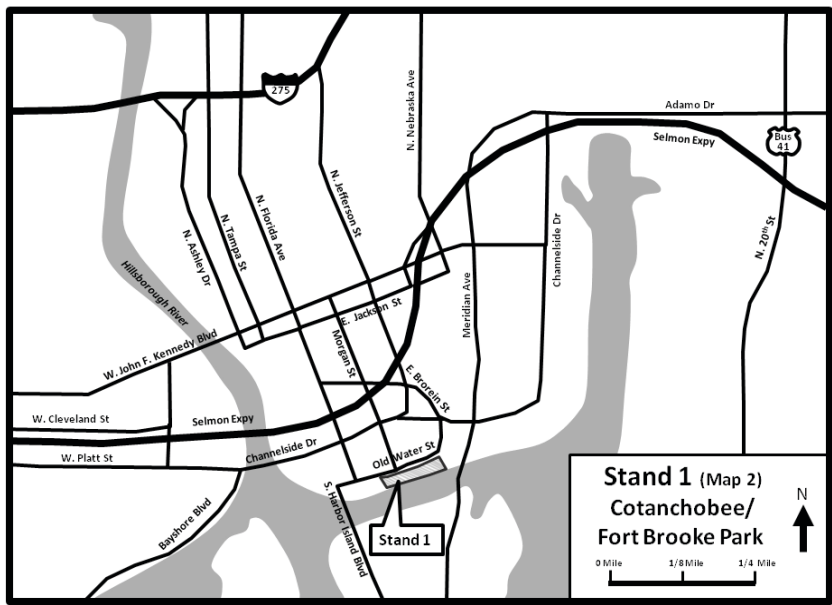 275
N. Nebraska Ave
Adamo Dr
Selmon Expy
Bus
41
N. Jefferson St
N. Florida Ave
N. Tampa St
N. Ashley Dr
Channelside Dr
N. 20th St
Hillsborough River
Meridian Ave
E. Jackson St
W. John F. Kennedy Blvd
Morgan St
E. Brorein St
W. Cleveland St
Selmon Expy
W. Platt St
Channelside Dr
Old Water St
Bayshore Blvd
S. Harbor Island Blvd
Stand 1
Stand 1 (Map 2)
Cotanchobee/
Fort Brooke Park
N
0 Mile 1/8 Mile 1/4 Mile